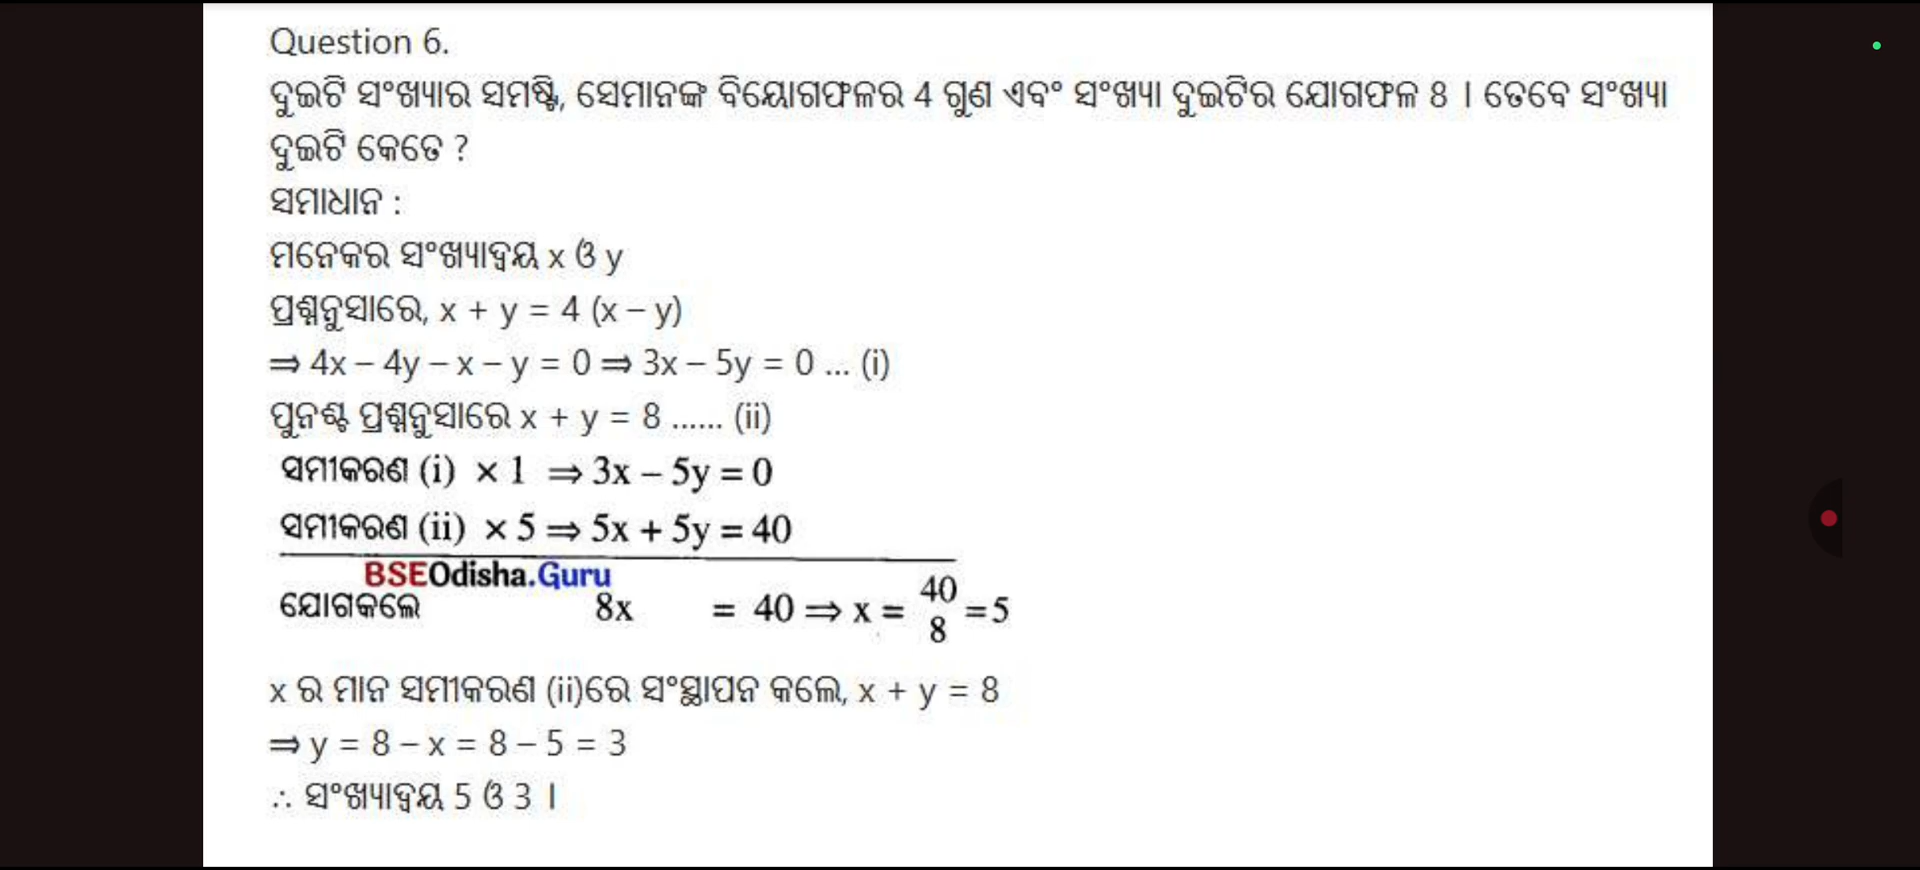 Question 6.
ଦୁଇଟି ସଂଖ୍ୟାର ସମଷ୍ଟି, ସେମାନଙ୍କ ବିୟୋଗଫଳର 4 ଗୁଣ ଏବଂ ସଂଖ୍ୟା ଦୁଇଟିର ଯୋଗଫଳ 8 । ତେବେ ସଂଖ୍ୟା
ଦୁଇଟି କେତେ ?
ସମାଧାନ :
ମନେକର ସଂଖ୍ୟାଦ୍ୱୟ x ଓ y
ପ୍ରଶ୍ନନୁସାରେ, x + y = 4 (x – y)
⇒ 4x – 4y – x – y = 0 ⇒ 3x – 5y = 0 ... (i)
ପୁନଶ୍ଚ ପ୍ରଶ୍ନନୁସାରେ x + y = 8 ...... (ii)
ସମୀକରଣ (i) × 1 ⇒ 3x – 5y = 0
ସମୀକରଣ (ii) × 5 ⇒ 5x + 5y = 40
BSEOdisha.Guru
ଯୋଗକଲେ 8x = 40 ⇒ x = 40/8 = 5
x ର ମାନ ସମୀକରଣ (ii)ରେ ସଂସ୍ଥାପନ କଲେ, x + y = 8
⇒ y = 8 – x = 8 – 5 = 3
∴ ସଂଖ୍ୟାଦ୍ୱୟ 5 ଓ 3 ।